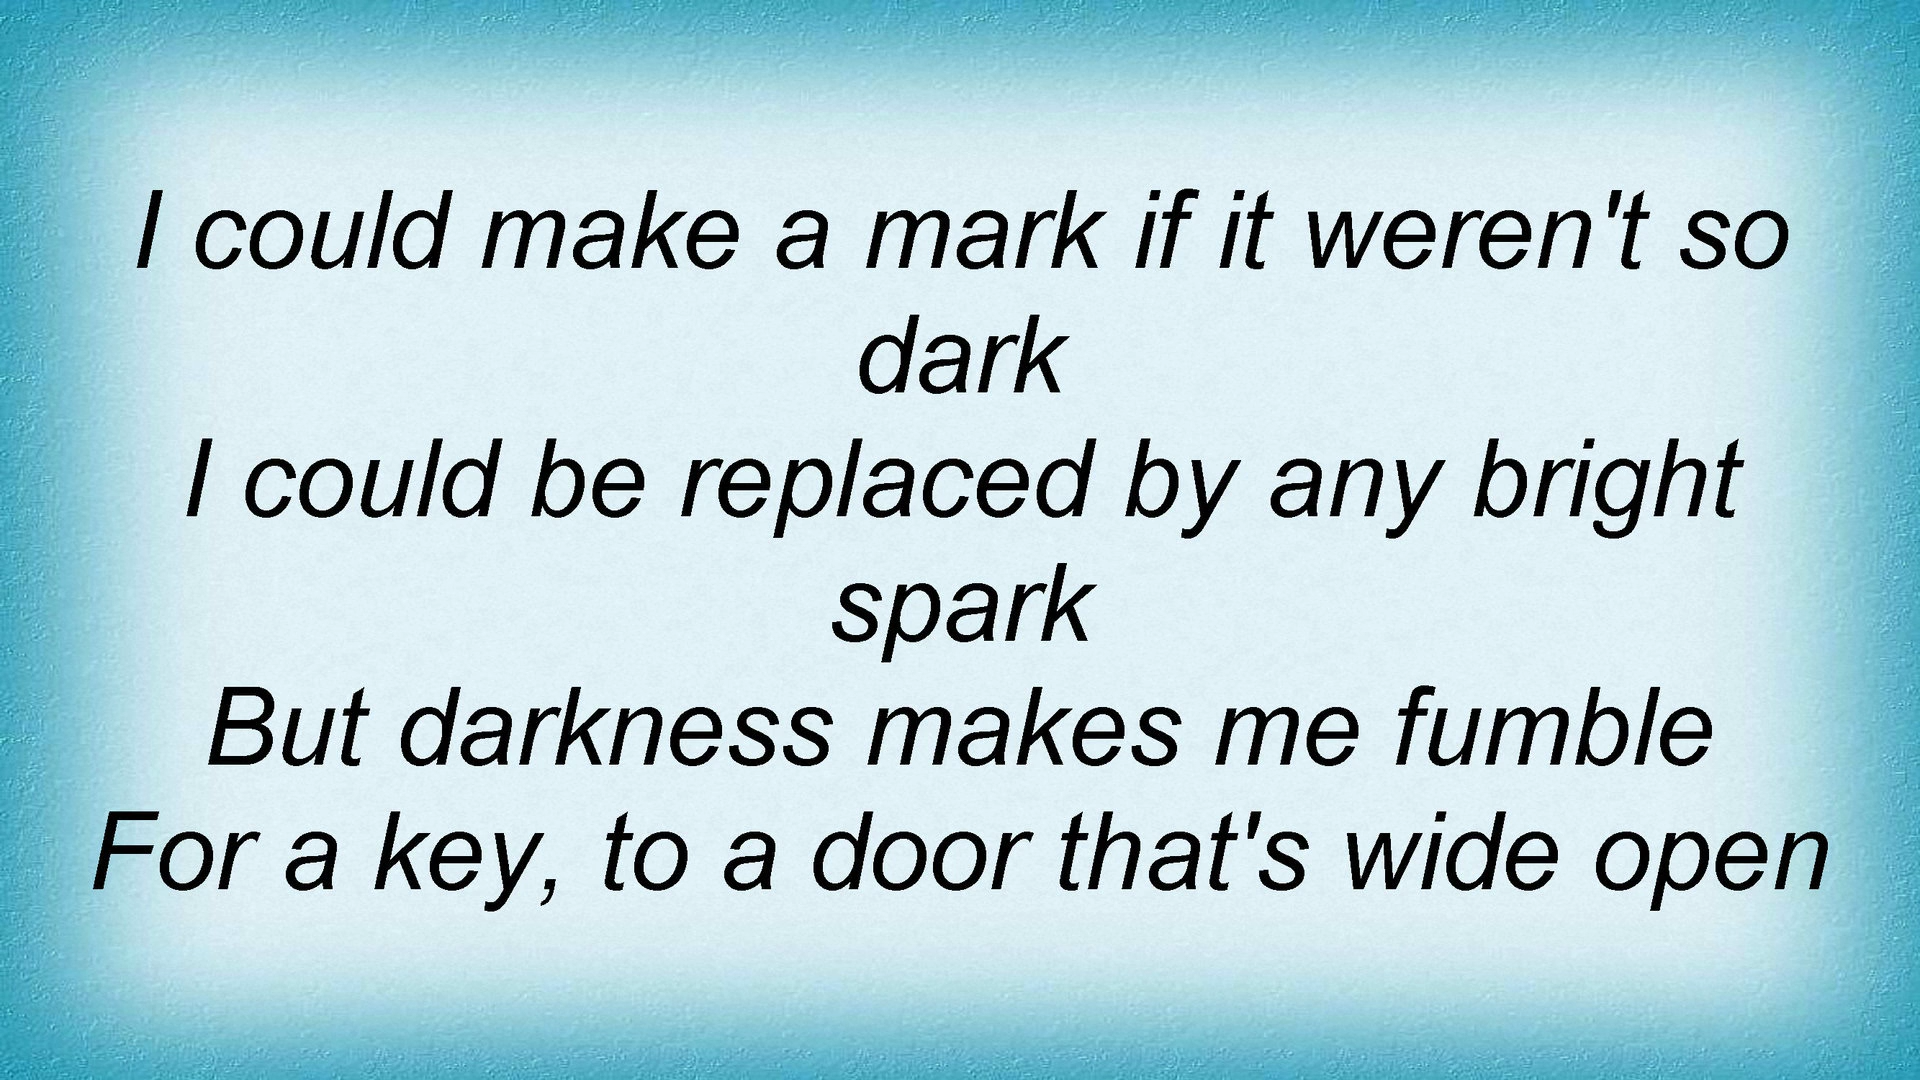 I could make a mark if it weren't so
dark
I could be replaced by any bright
spark
But darkness makes me fumble
For a key, to a door that's wide open